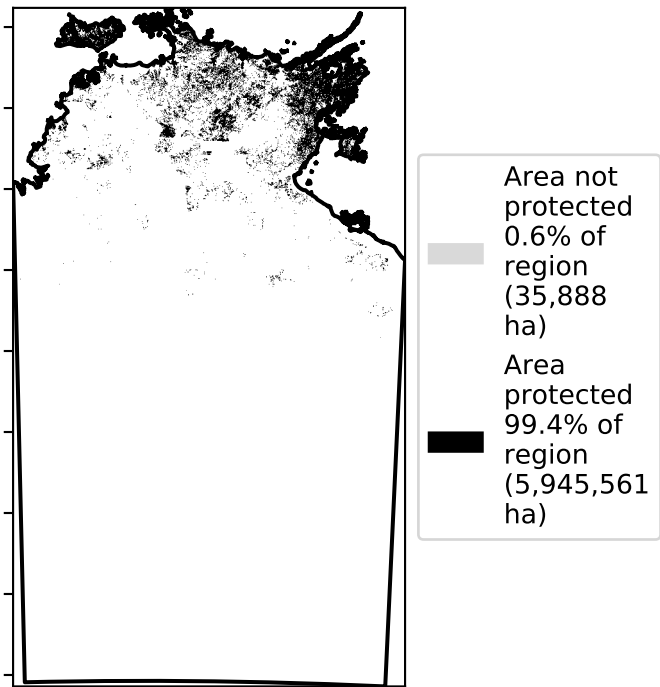 Area not
protected
0.6% of
region
(35,888
ha)
Area
protected
99.4% of
region
(5,945,561
ha)